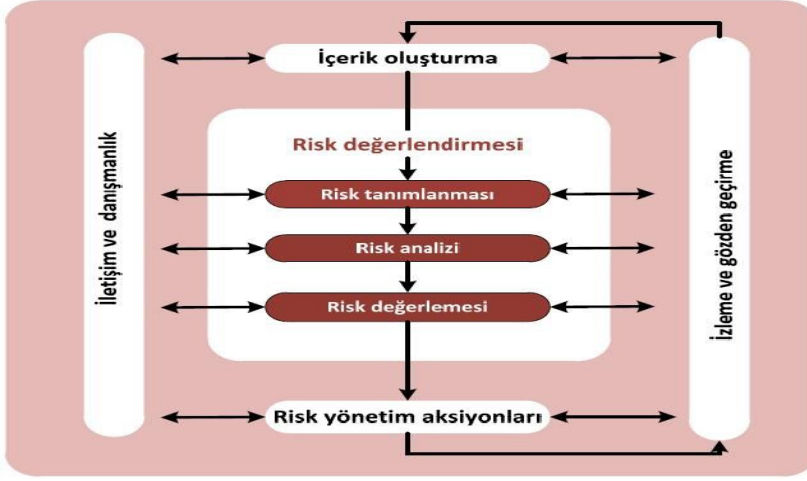 İçerik oluşturma
Risk değerlendirmesi
Risk tanımlanması
Risk analizi
Risk değerlemesi
Risk yönetim aksiyonları
İletişim ve danışmanlık
İzleme ve gözden geçirme